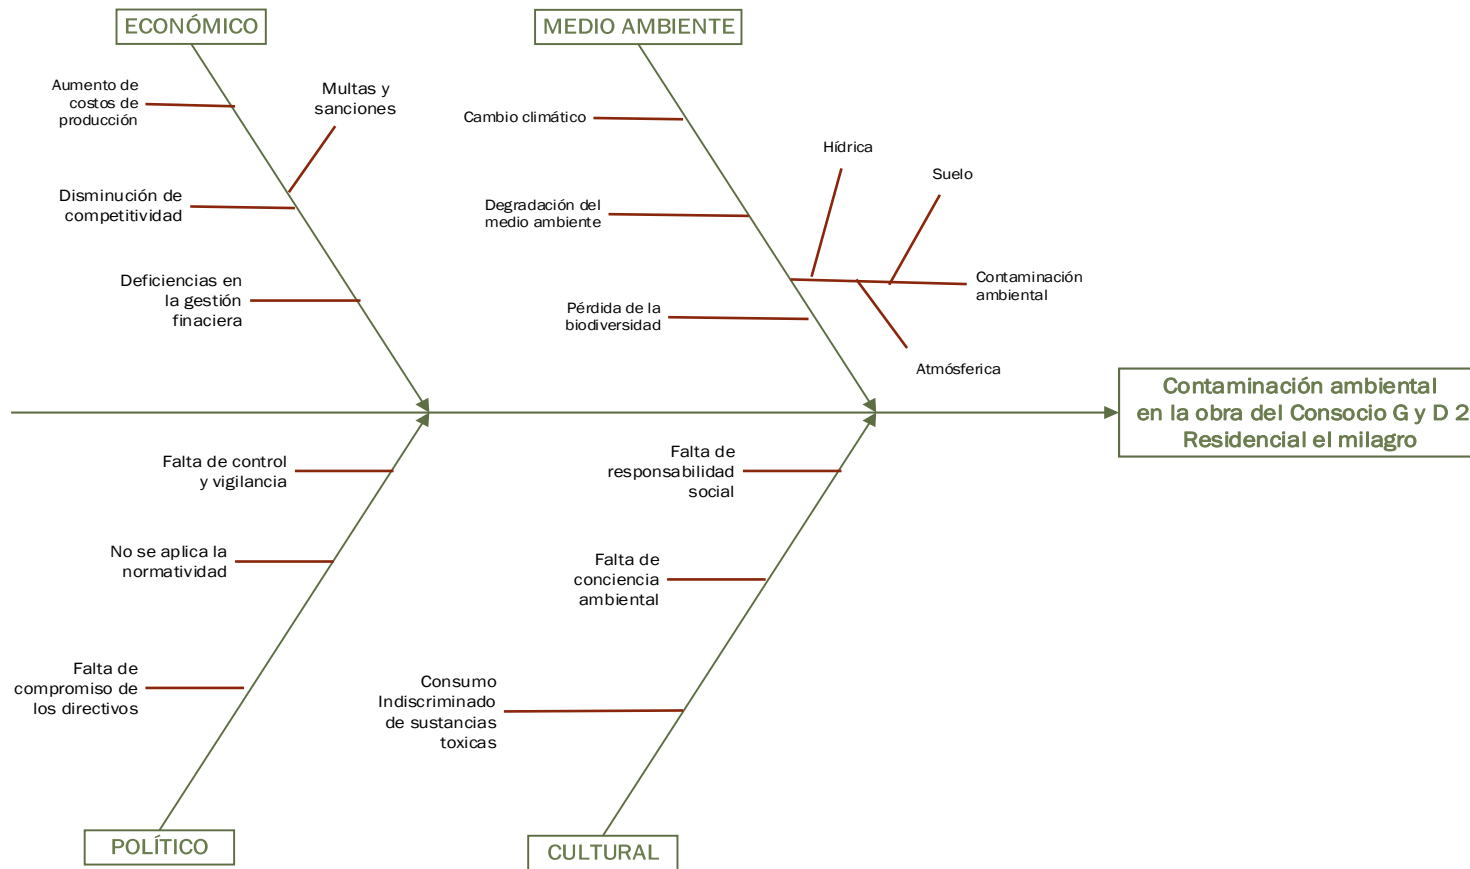 ECONÓMICO
MEDIO AMBIENTE
Aumento de
costos de
producción
Multas y
sanciones
Disminución de
competitividad
Deficiencias en
la gestión
finaciera
Cambio climático
Hídrica
Suelo
Degradación del
medio ambiente
Contaminación
ambiental
Pérdida de la
biodiversidad
Atmósferica
Contaminación ambiental
en la obra del Consocio G y D 2
Residencial el milagro
Falta de control
y vigilancia
No se aplica la
normatividad
Falta de
compromiso de
los directivos
Falta de
responsabilidad
social
Falta de
conciencia
ambiental
Consumo
Indiscriminado
de sustancias
toxicas
POLÍTICO
CULTURAL